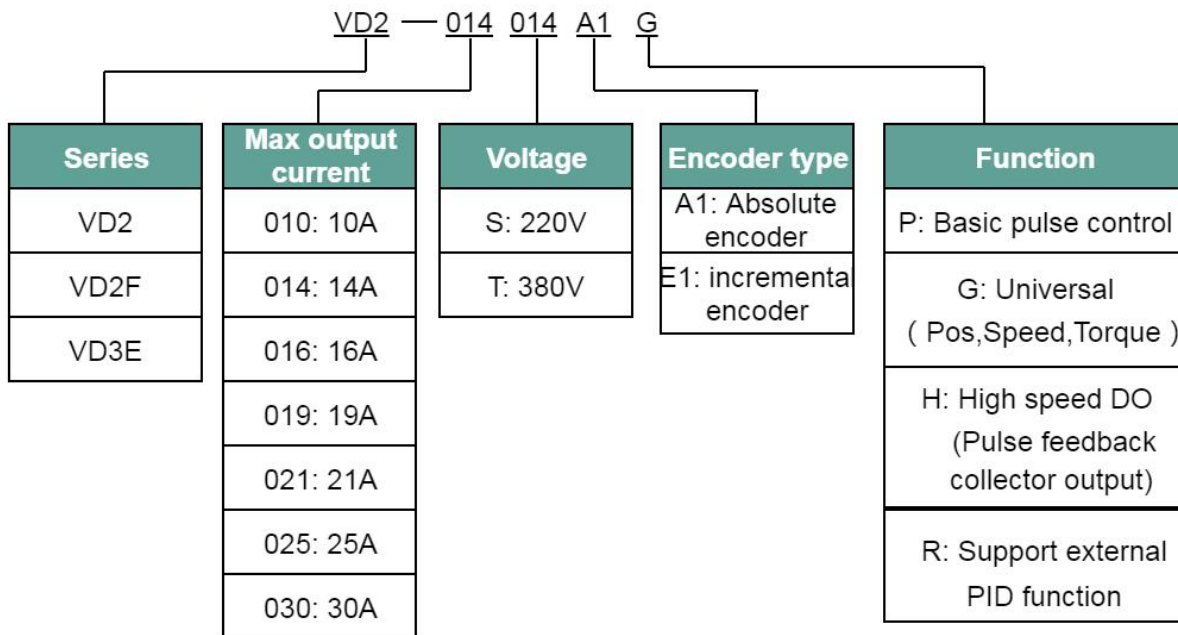 VD2 — 014 014 A1 G
Series
VD2
VD2F
VD3E
Max output
current
010: 10A
014: 14A
016: 16A
019: 19A
021: 21A
025: 25A
030: 30A
Voltage
S: 220V
T: 380V
Encoder type
A1: Absolute
encoder
E1: incremental
encoder
Function
P: Basic pulse control
G: Universal
( Pos,Speed,Torque )
H: High speed DO
(Pulse feedback
collector output)
R: Support external
PID function